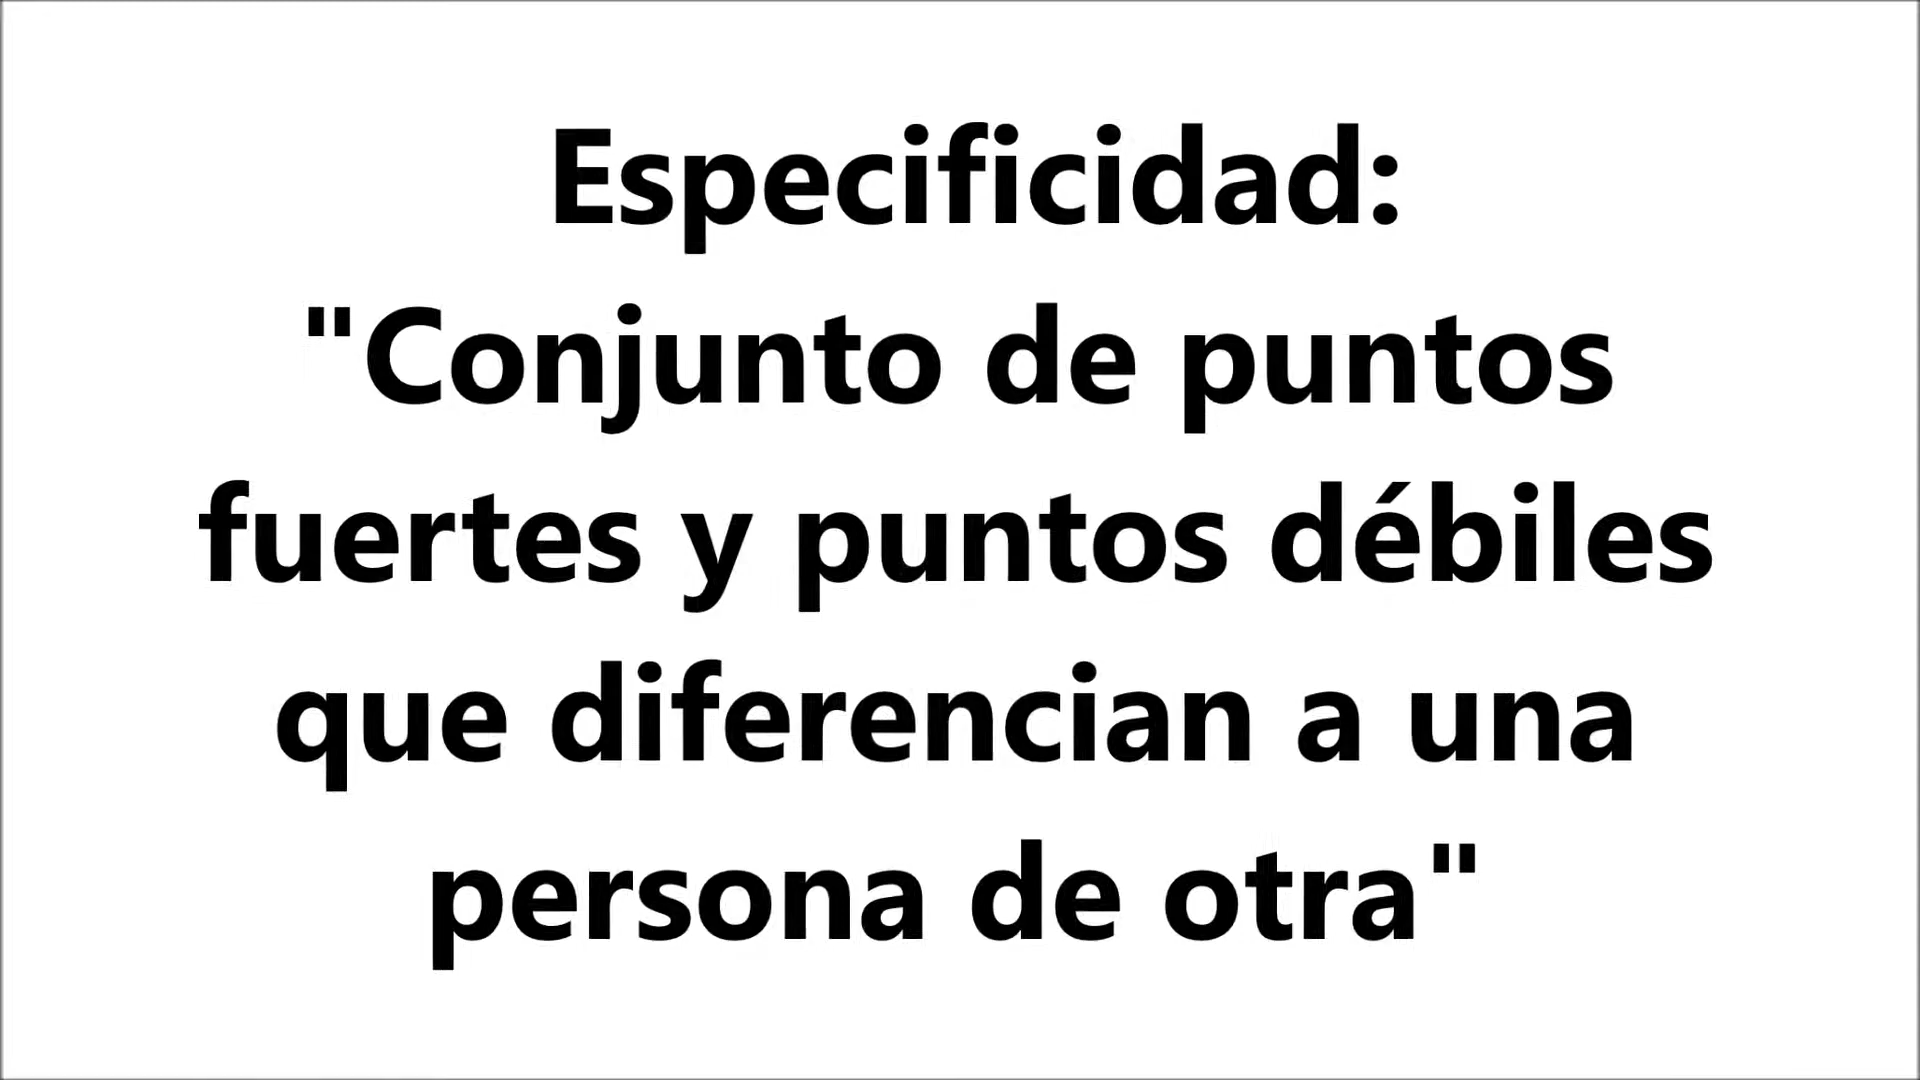 Especificidad:
"Conjunto de puntos
fuertes y puntos débiles
que diferencian a una
persona de otra"